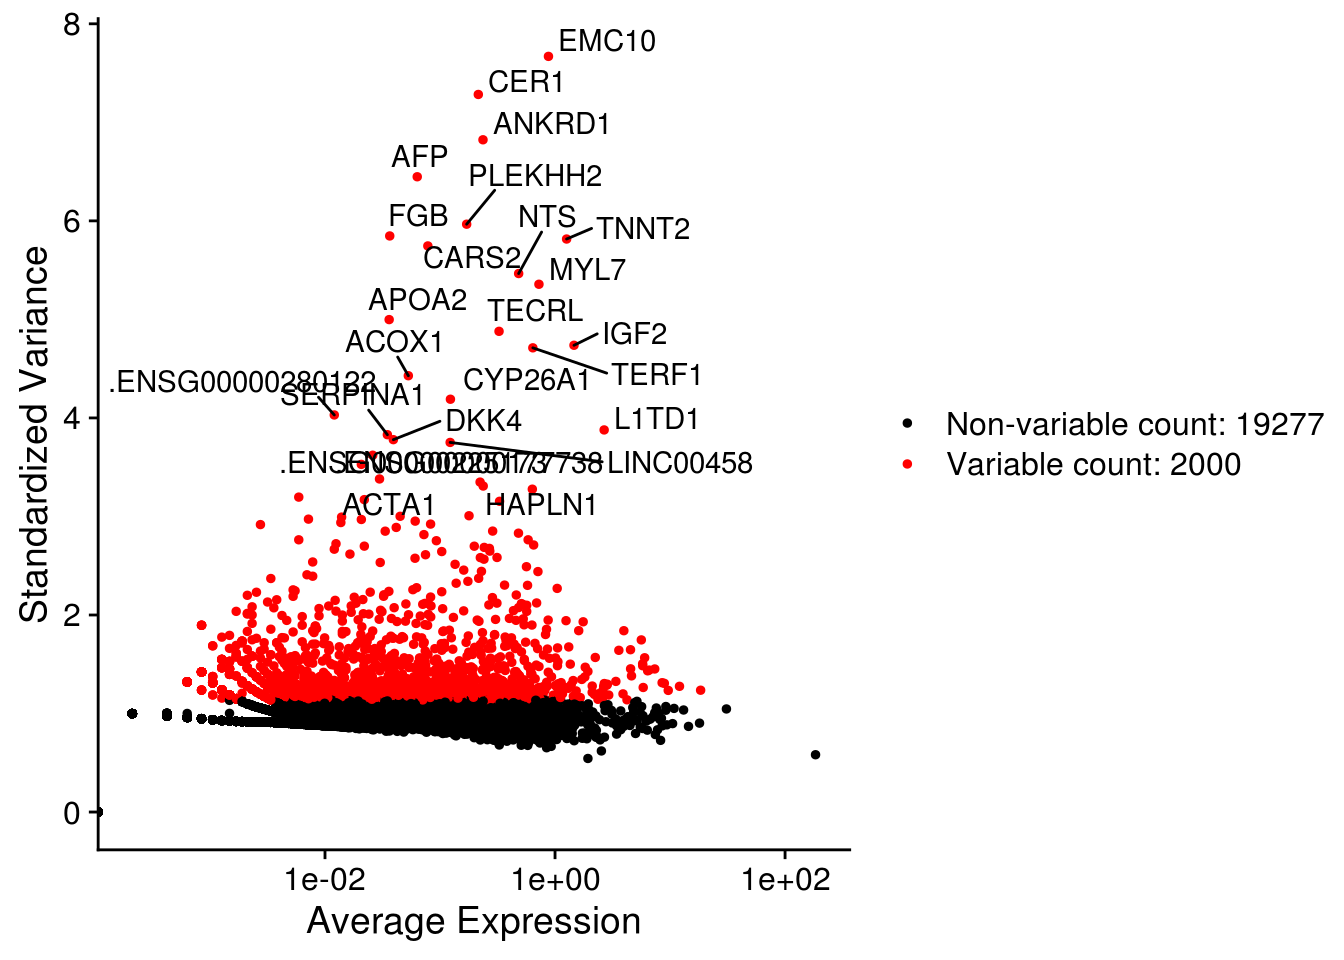 8
EMC10
CER1
ANKRD1
AFP
PLEKHH2
6
FGB
NTS
TNNT2
CARS2
MYL7
APOA2
TECRL
ACOX1
IGF2
.ENSG00000280122
SERPINA1
CYP26A1
TERF1
4
DKK4
L1TD1
LINC00458
ACTA1
HAPLN1
2
0
Standardized Variance
1e-02
1e+00
1e+02
Average Expression
Non-variable count: 19277
Variable count: 2000